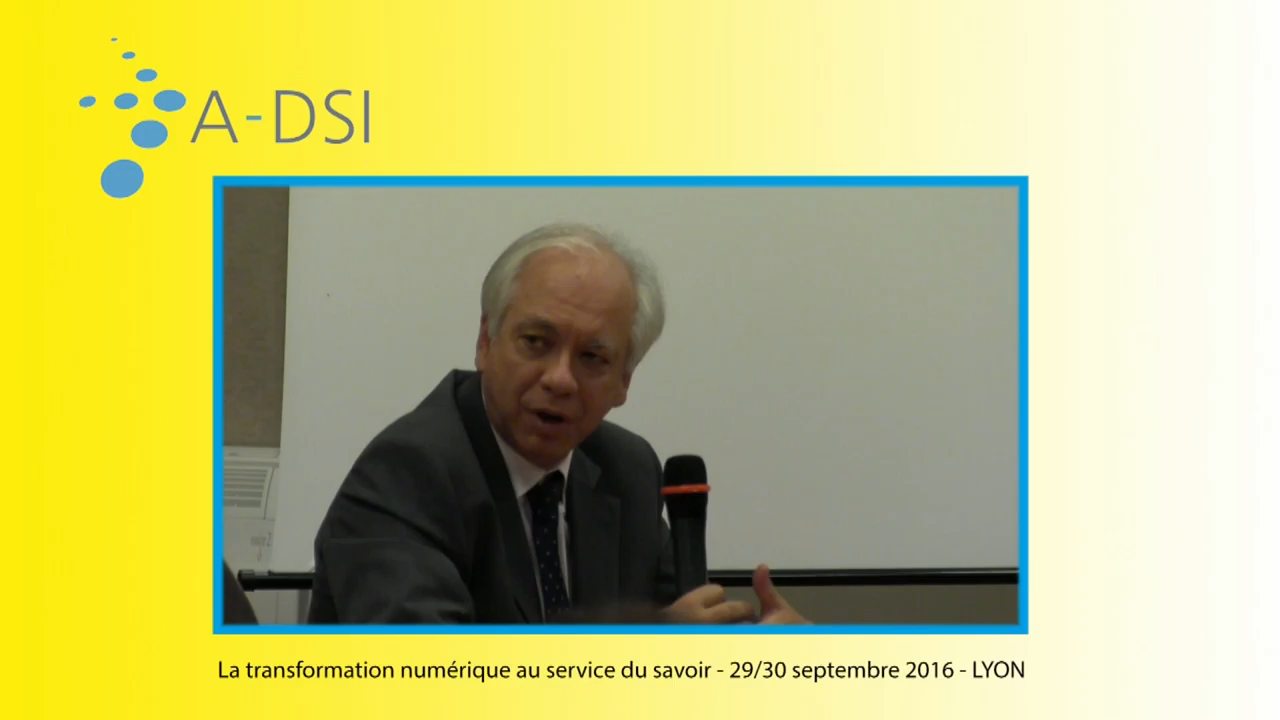 A-DSI
La transformation numérique au service du savoir - 29/30 septembre 2016 - LYON